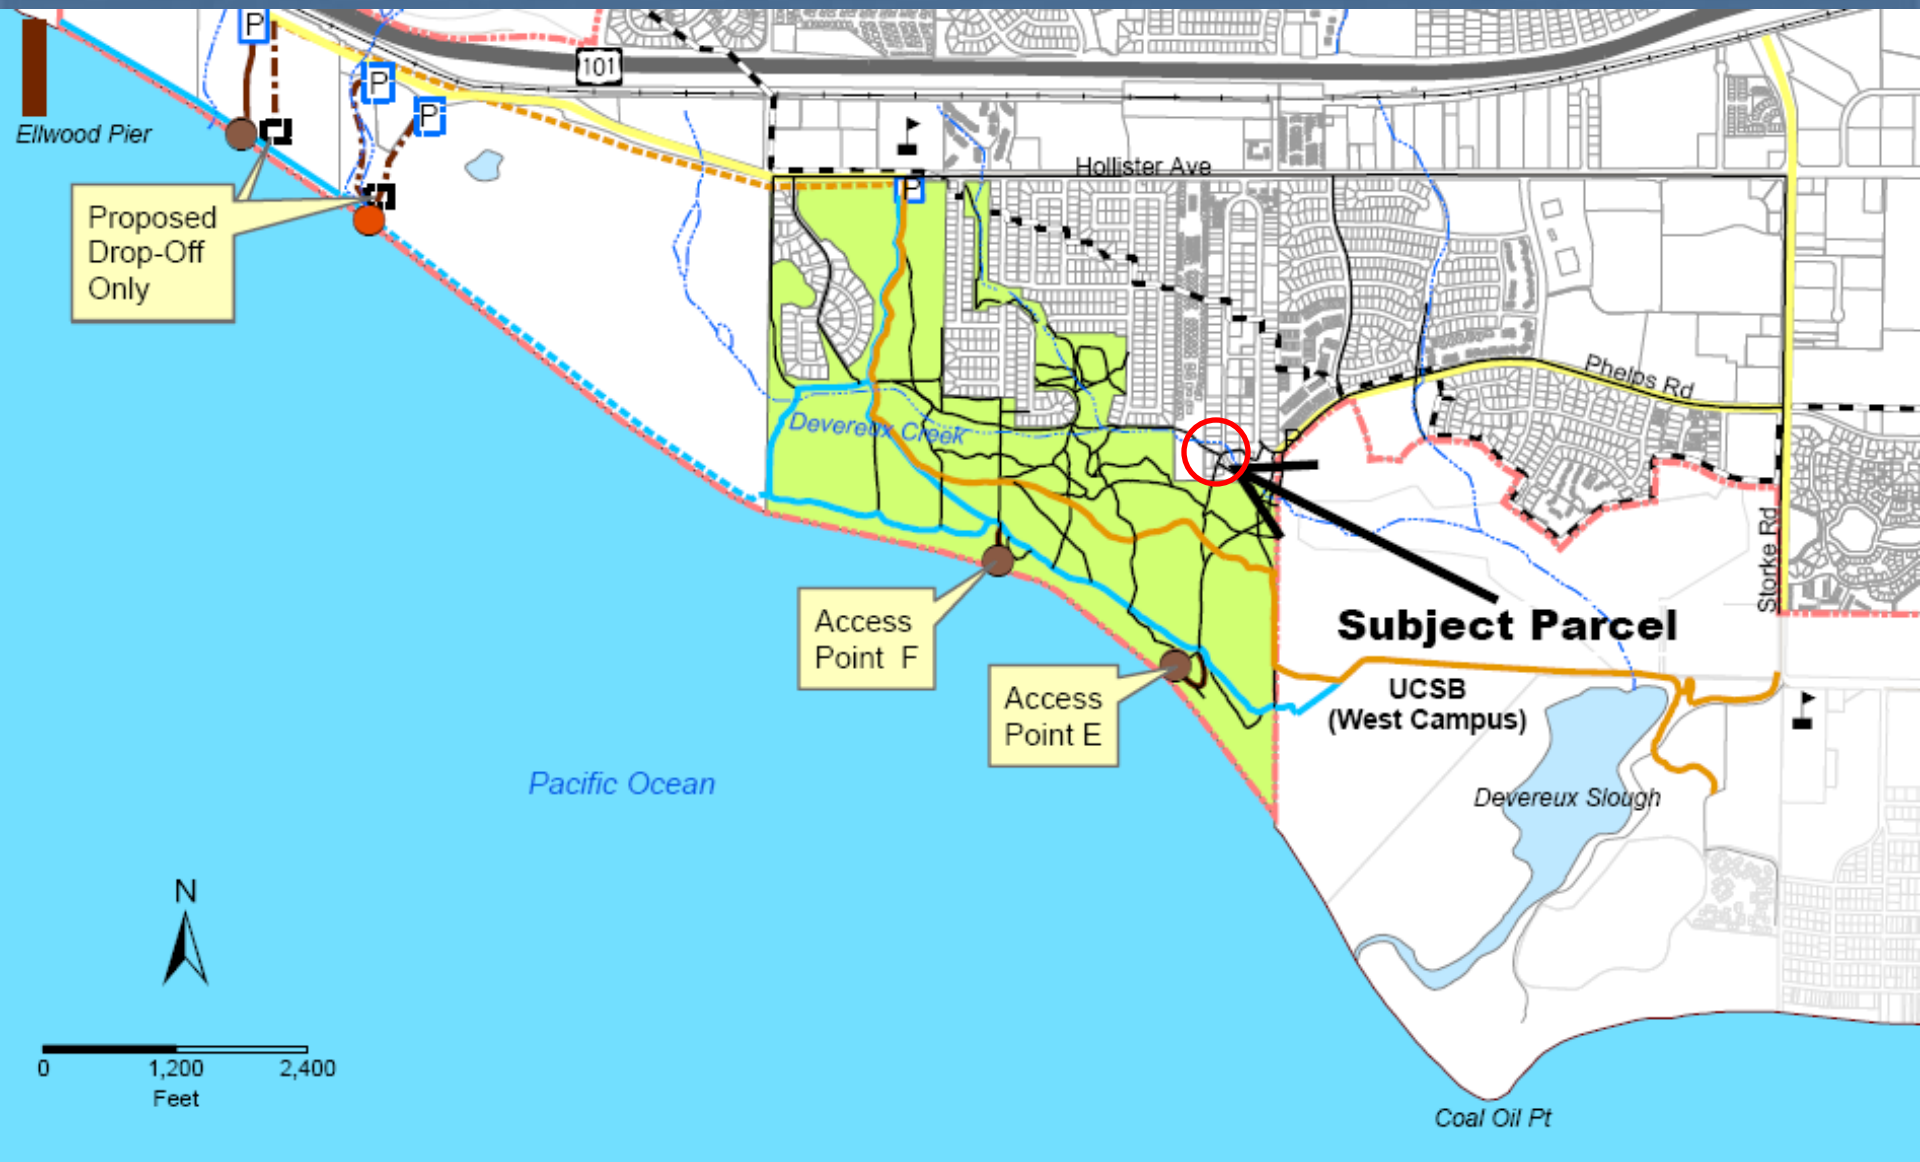 P
101
P
P
Ellwood Pier
Hollister Ave
P
Proposed
Drop-Off
Only
Phelps Rd
Devereux Creek
P
Storke Rd
Access
Point F
Subject Parcel
Access
Point E
UCSB
(West Campus)
Pacific Ocean
Devereux Slough
N
0 1,200 2,400
Feet
Coal Oil Pt